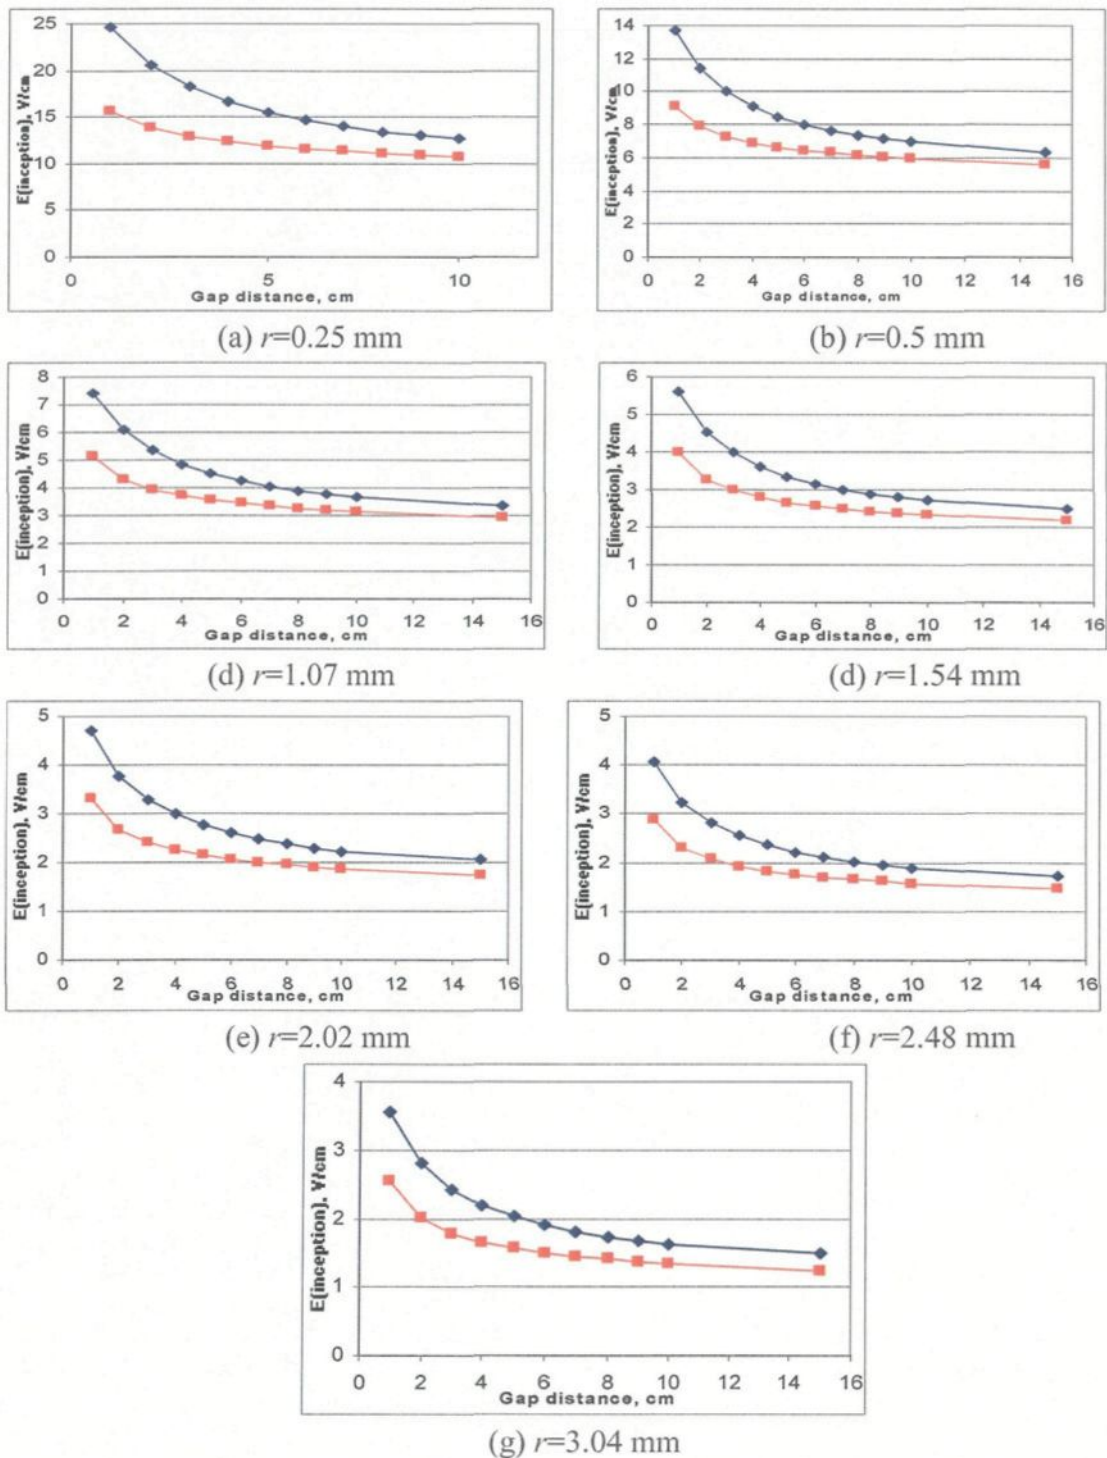 E(inception), V/cm
25
20
15
10
5
0
0 5 10
Gap distance, cm
(a) r=0.25 mm
E(inception), V/cm
14
12
10
8
6
4
2
0
0 2 4 6 8 10 12 14 16
Gap distance, cm
(b) r=0.5 mm
E(inception), V/cm
8
7
6
5
4
3
2
1
0
0 2 4 6 8 10 12 14 16
Gap distance, cm
(d) r=1.07 mm
E(inception), V/cm
6
5
4
3
2
1
0
0 2 4 6 8 10 12 14 16
Gap distance, cm
(d) r=1.54 mm
E(inception), V/cm
5
4
3
2
1
0
0 2 4 6 8 10 12 14 16
Gap distance, cm
(e) r=2.02 mm
E(inception), V/cm
5
4
3
2
1
0
0 2 4 6 8 10 12 14 16
Gap distance, cm
(f) r=2.48 mm
E(inception), V/cm
4
3
2
1
0
0 2 4 6 8 10 12 14 16
Gap distance, cm
(g) r=3.04 mm